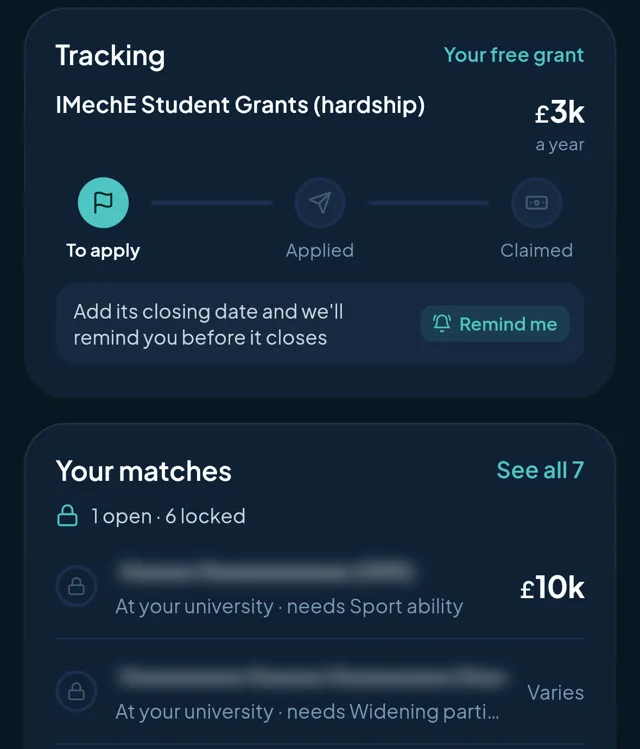 Tracking
Your free grant
IMechE Student Grants (hardship)
£3k
a year
To apply
Applied
Claimed
Add its closing date and we'll
remind you before it closes
Remind me
Your matches
See all 7
1 open · 6 locked
£10k
At your university · needs Sport ability
Varies
At your university · needs Widening parti...